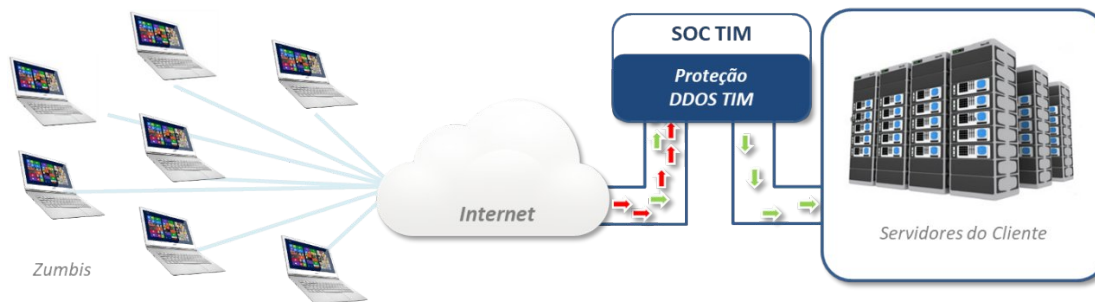 SOC TIM
Proteção
DDOS TIM
Internet
Servidores do Cliente
Zumbis